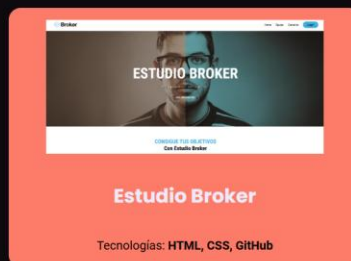 Broker
ESTUDIO BROKER
CONSIGUE TUS OBJETIVOS
Con Estudio Broker
Estudio Broker
Tecnologías: HTML, CSS, GitHub